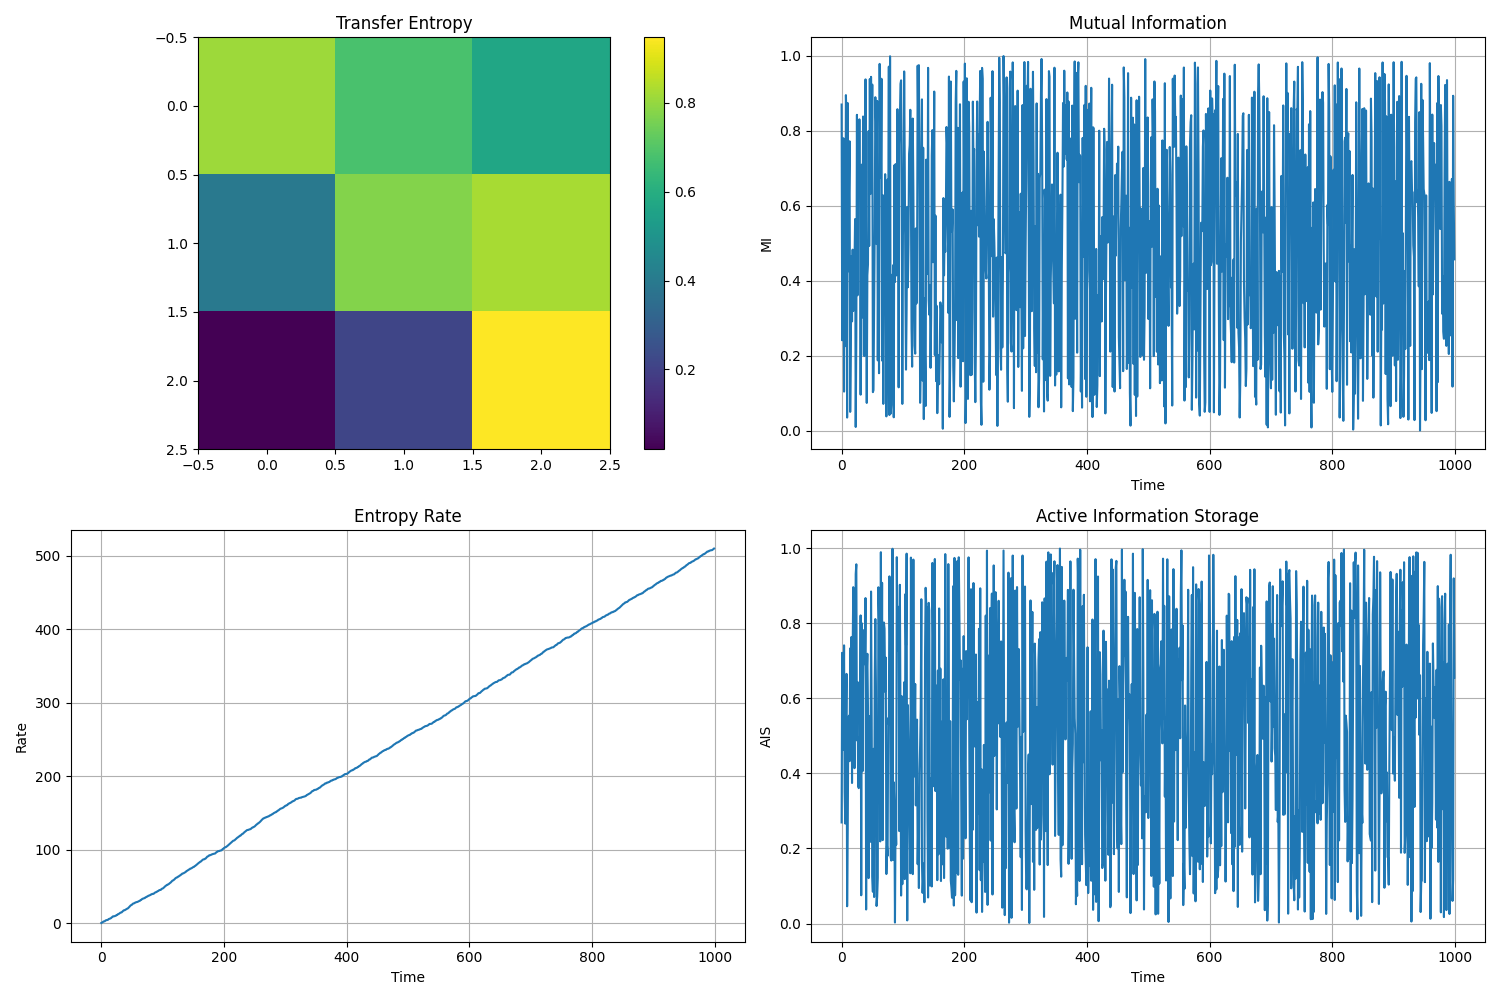 Transfer Entropy
−0.5
0.0
0.5
1.0
1.5
2.0
2.5
−0.5 0.0 0.5 1.0 1.5 2.0 2.5
0.8
0.6
0.4
0.2
Mutual Information
MI
1.0
0.8
0.6
0.4
0.2
0.0
0 200 400 600 800 1000
Time
Entropy Rate
Rate
500
400
300
200
100
0
0 200 400 600 800 1000
Time
Active Information Storage
AIS
1.0
0.8
0.6
0.4
0.2
0.0
0 200 400 600 800 1000
Time